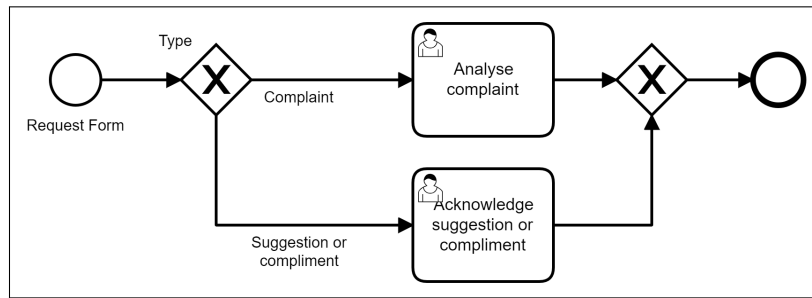 Type
Request Form
Complaint
Analyse
complaint
Suggestion or
compliment
Acknowledge
suggestion or
compliment